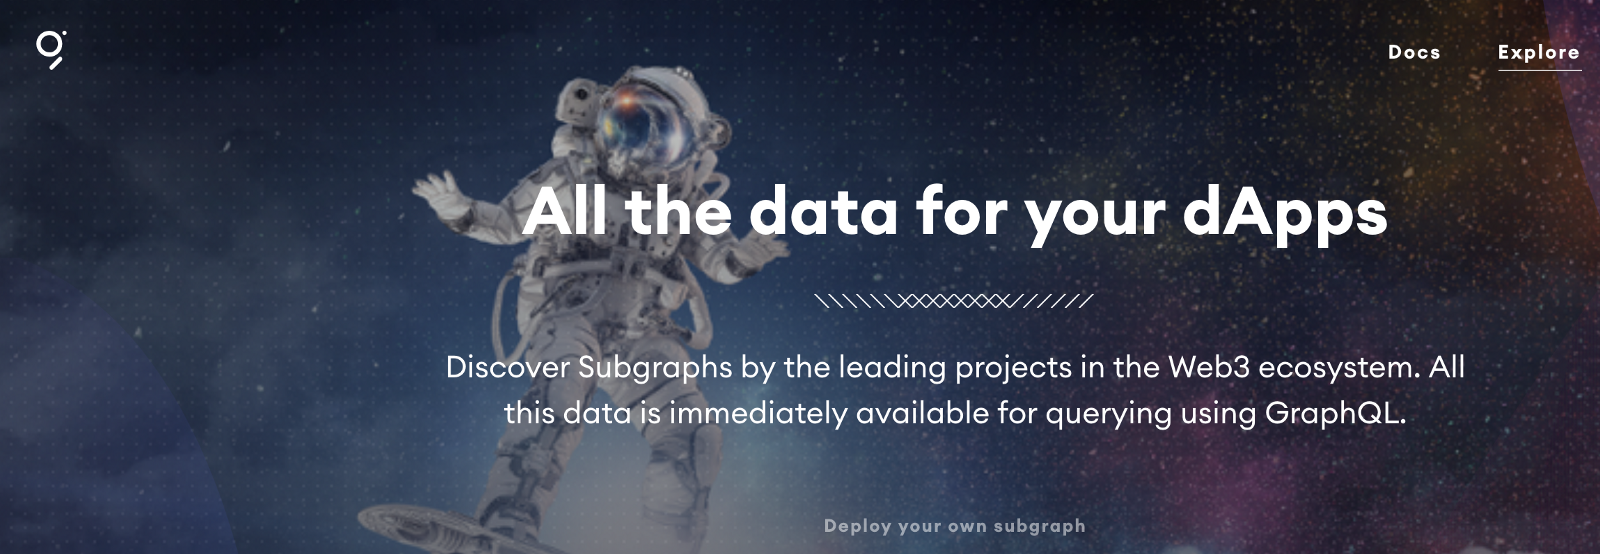 Docs
Explore
All the data for your dApps
Discover Subgraphs by the leading projects in the Web3 ecosystem. All
this data is immediately available for querying using GraphQL.
Deploy your own subgraph